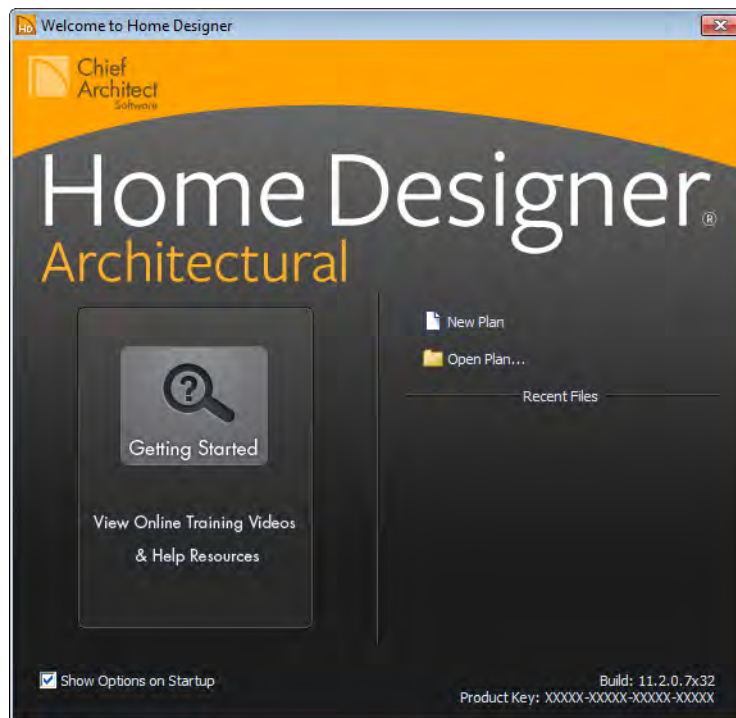 Welcome to Home Designer
Chief
Architect
Software
Home Designer®
Architectural
Getting Started
View Online Training Videos
& Help Resources
New Plan
Open Plan...
Recent Files
Show Options on Startup
Build: 11.2.0.7x32
Product Key: XXXXX-XXXXX-XXXXX-XXXXX